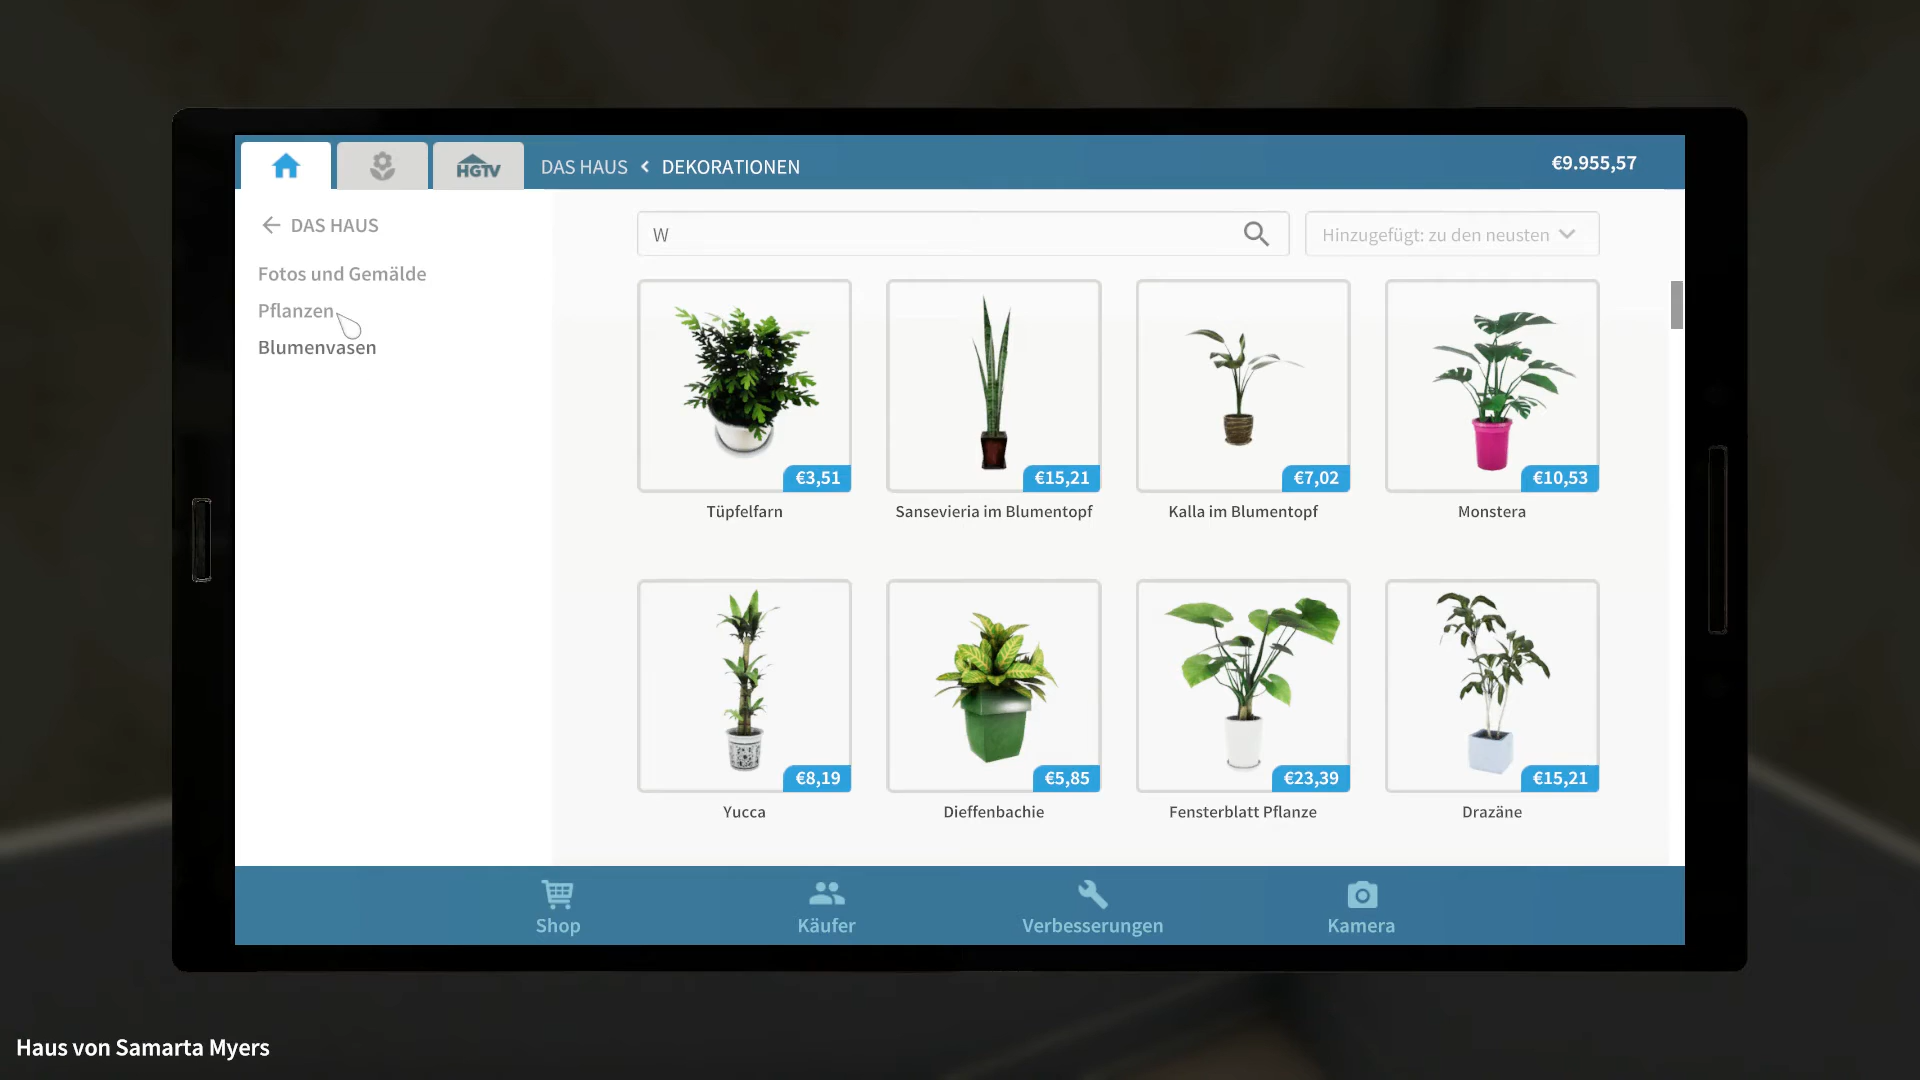 HGTV
DAS HAUS < DEKORATIONEN
€9.955,57
DAS HAUS
Fotos und Gemälde
Pflanzen
Blumenvasen
W
Hinzugefügt: zu den neusten
€3,51
€15,21
€7,02
€10,53
Tüpfelfarn
Sansevieria im Blumentopf
Kalla im Blumentopf
Monstera
€8,19
€5,85
€23,39
€15,21
Yucca
Dieffenbachie
Fensterblatt Pflanze
Drazäne
Shop
Käufer
Verbesserungen
Kamera
Haus von Samarta Myers